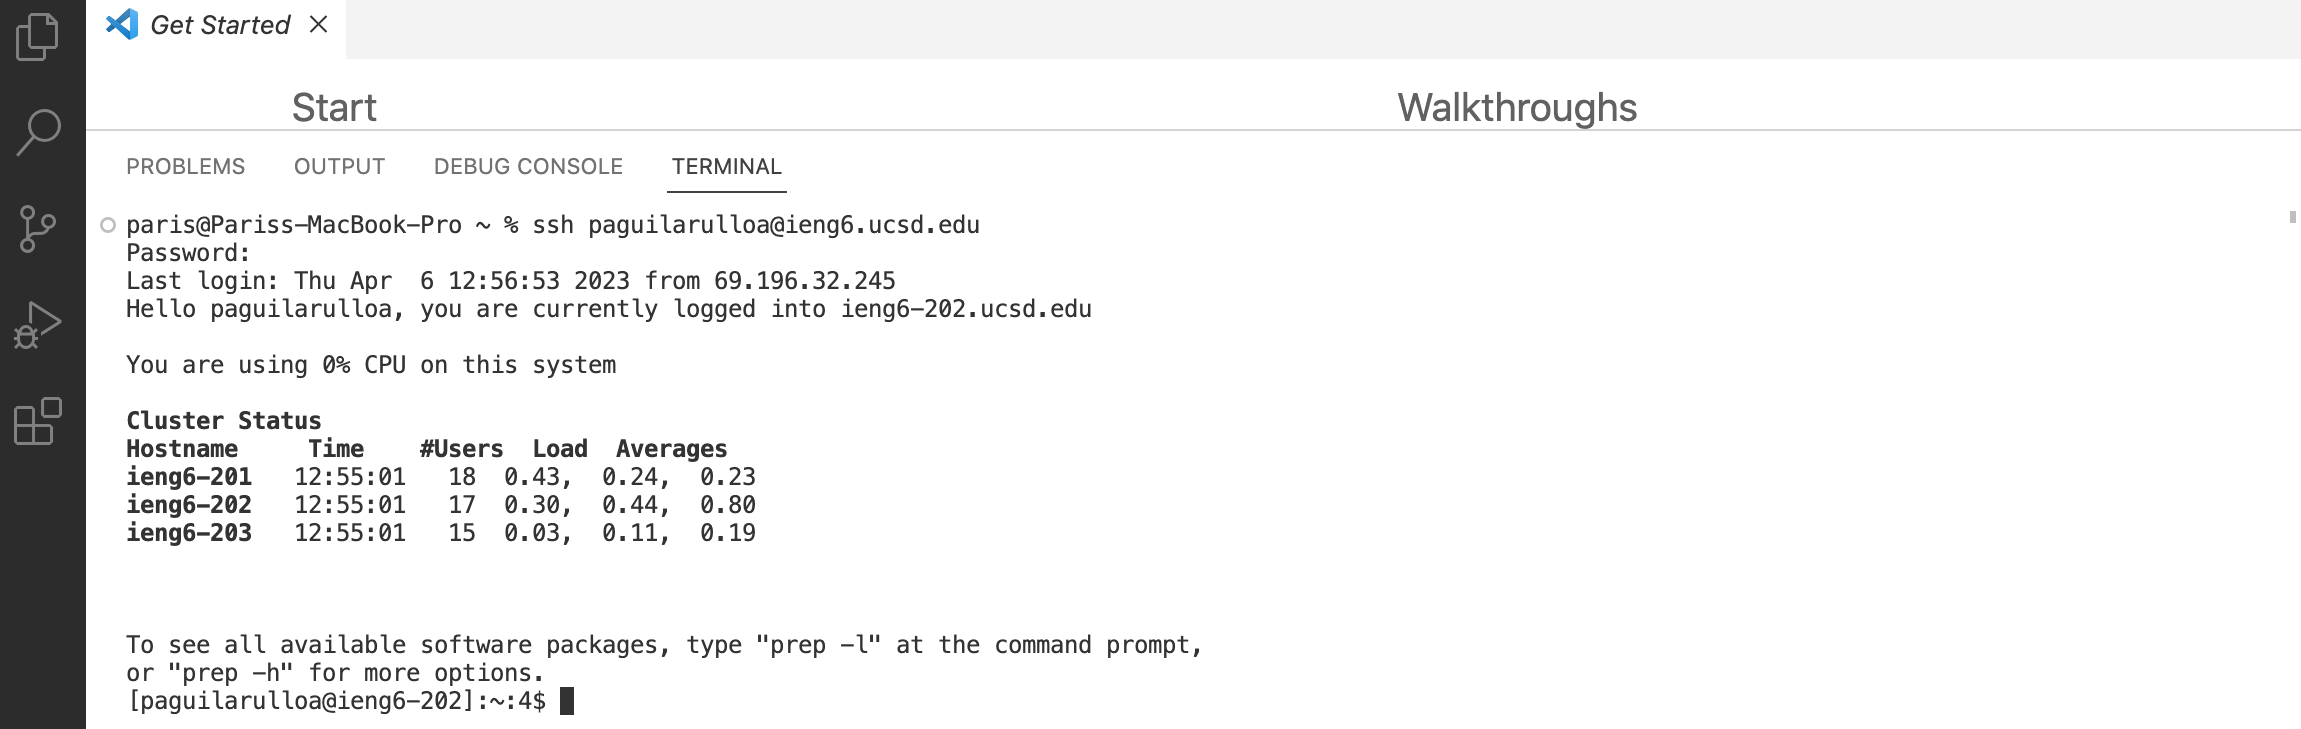 Get Started
Start
Walkthroughs
PROBLEMS OUTPUT DEBUG CONSOLE TERMINAL
paris@Pariss-MacBook-Pro ~ % ssh paguilarulloa@ieng6.ucsd.edu
Password:
Last login: Thu Apr  6 12:56:53 2023 from 69.196.32.245
Hello paguilarulloa, you are currently logged into ieng6-202.ucsd.edu
You are using 0% CPU on this system
Cluster Status
Hostname     Time    #Users  Load  Averages
ieng6-201   12:55:01   18  0.43,  0.24,  0.23
ieng6-202   12:55:01   17  0.30,  0.44,  0.80
ieng6-203   12:55:01   15  0.03,  0.11,  0.19
To see all available software packages, type "prep -l" at the command prompt,
or "prep -h" for more options.
[paguilarulloa@ieng6-202]:~:4$